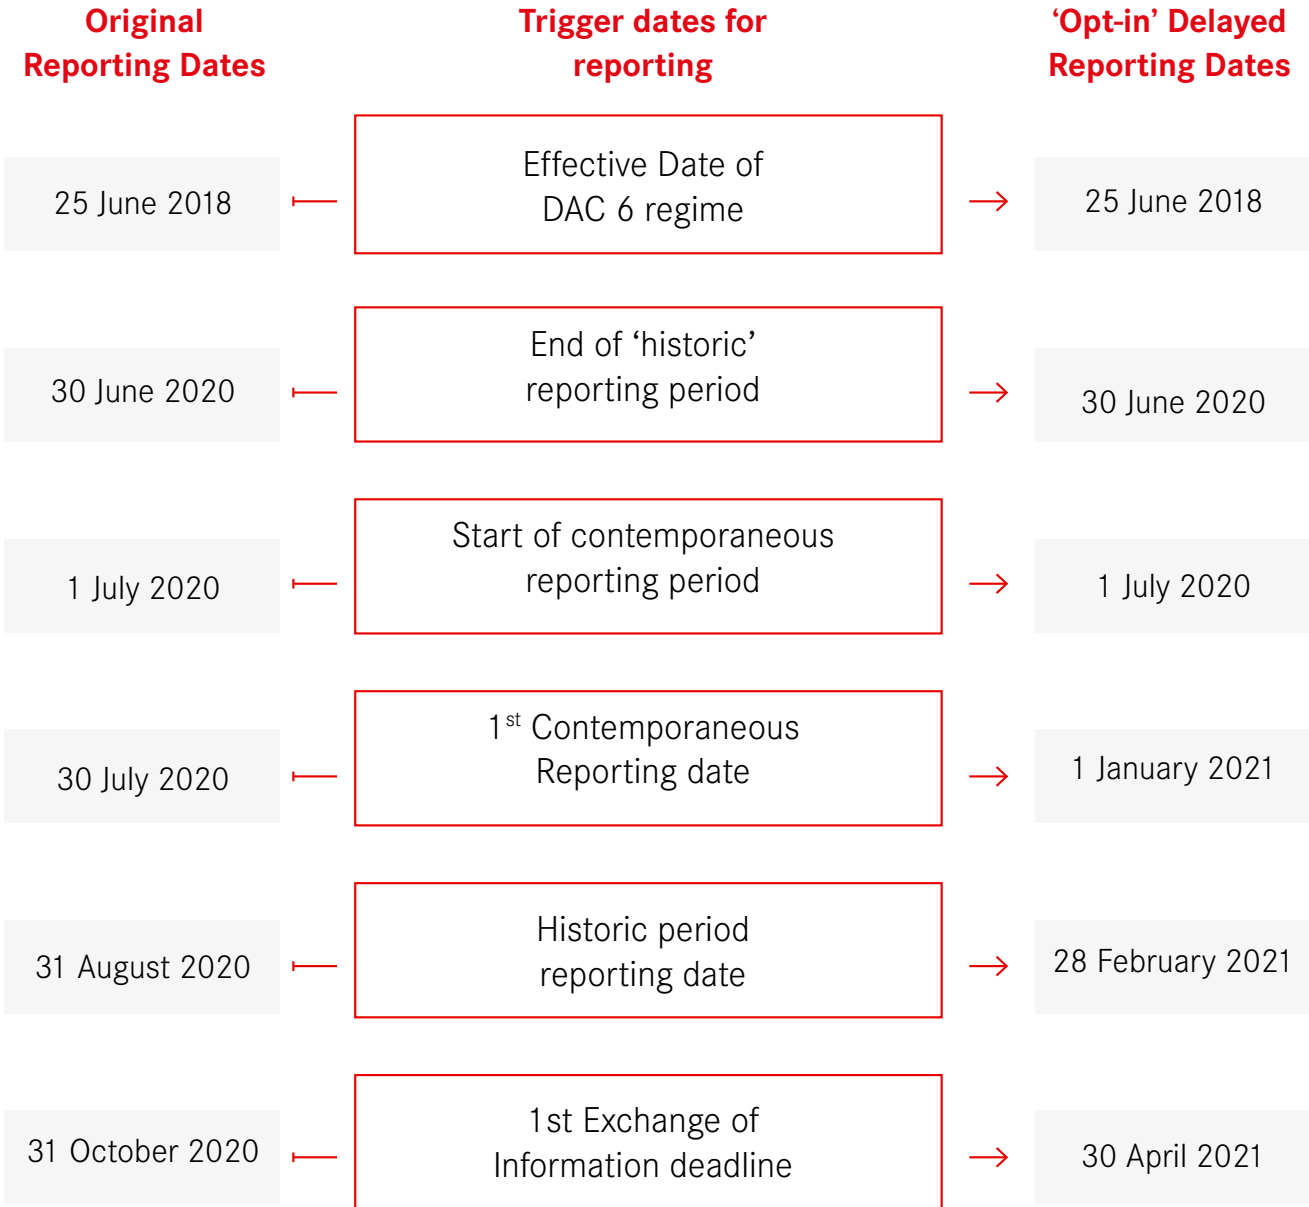 Original
Reporting Dates
Trigger dates for
reporting
‘Opt-in’ Delayed
Reporting Dates
25 June 2018
Effective Date of
DAC 6 regime
25 June 2018
30 June 2020
End of ‘historic’
reporting period
30 June 2020
1 July 2020
Start of contemporaneous
reporting period
1 July 2020
30 July 2020
1st Contemporaneous
Reporting date
1 January 2021
31 August 2020
Historic period
reporting date
28 February 2021
31 October 2020
1st Exchange of
Information deadline
30 April 2021